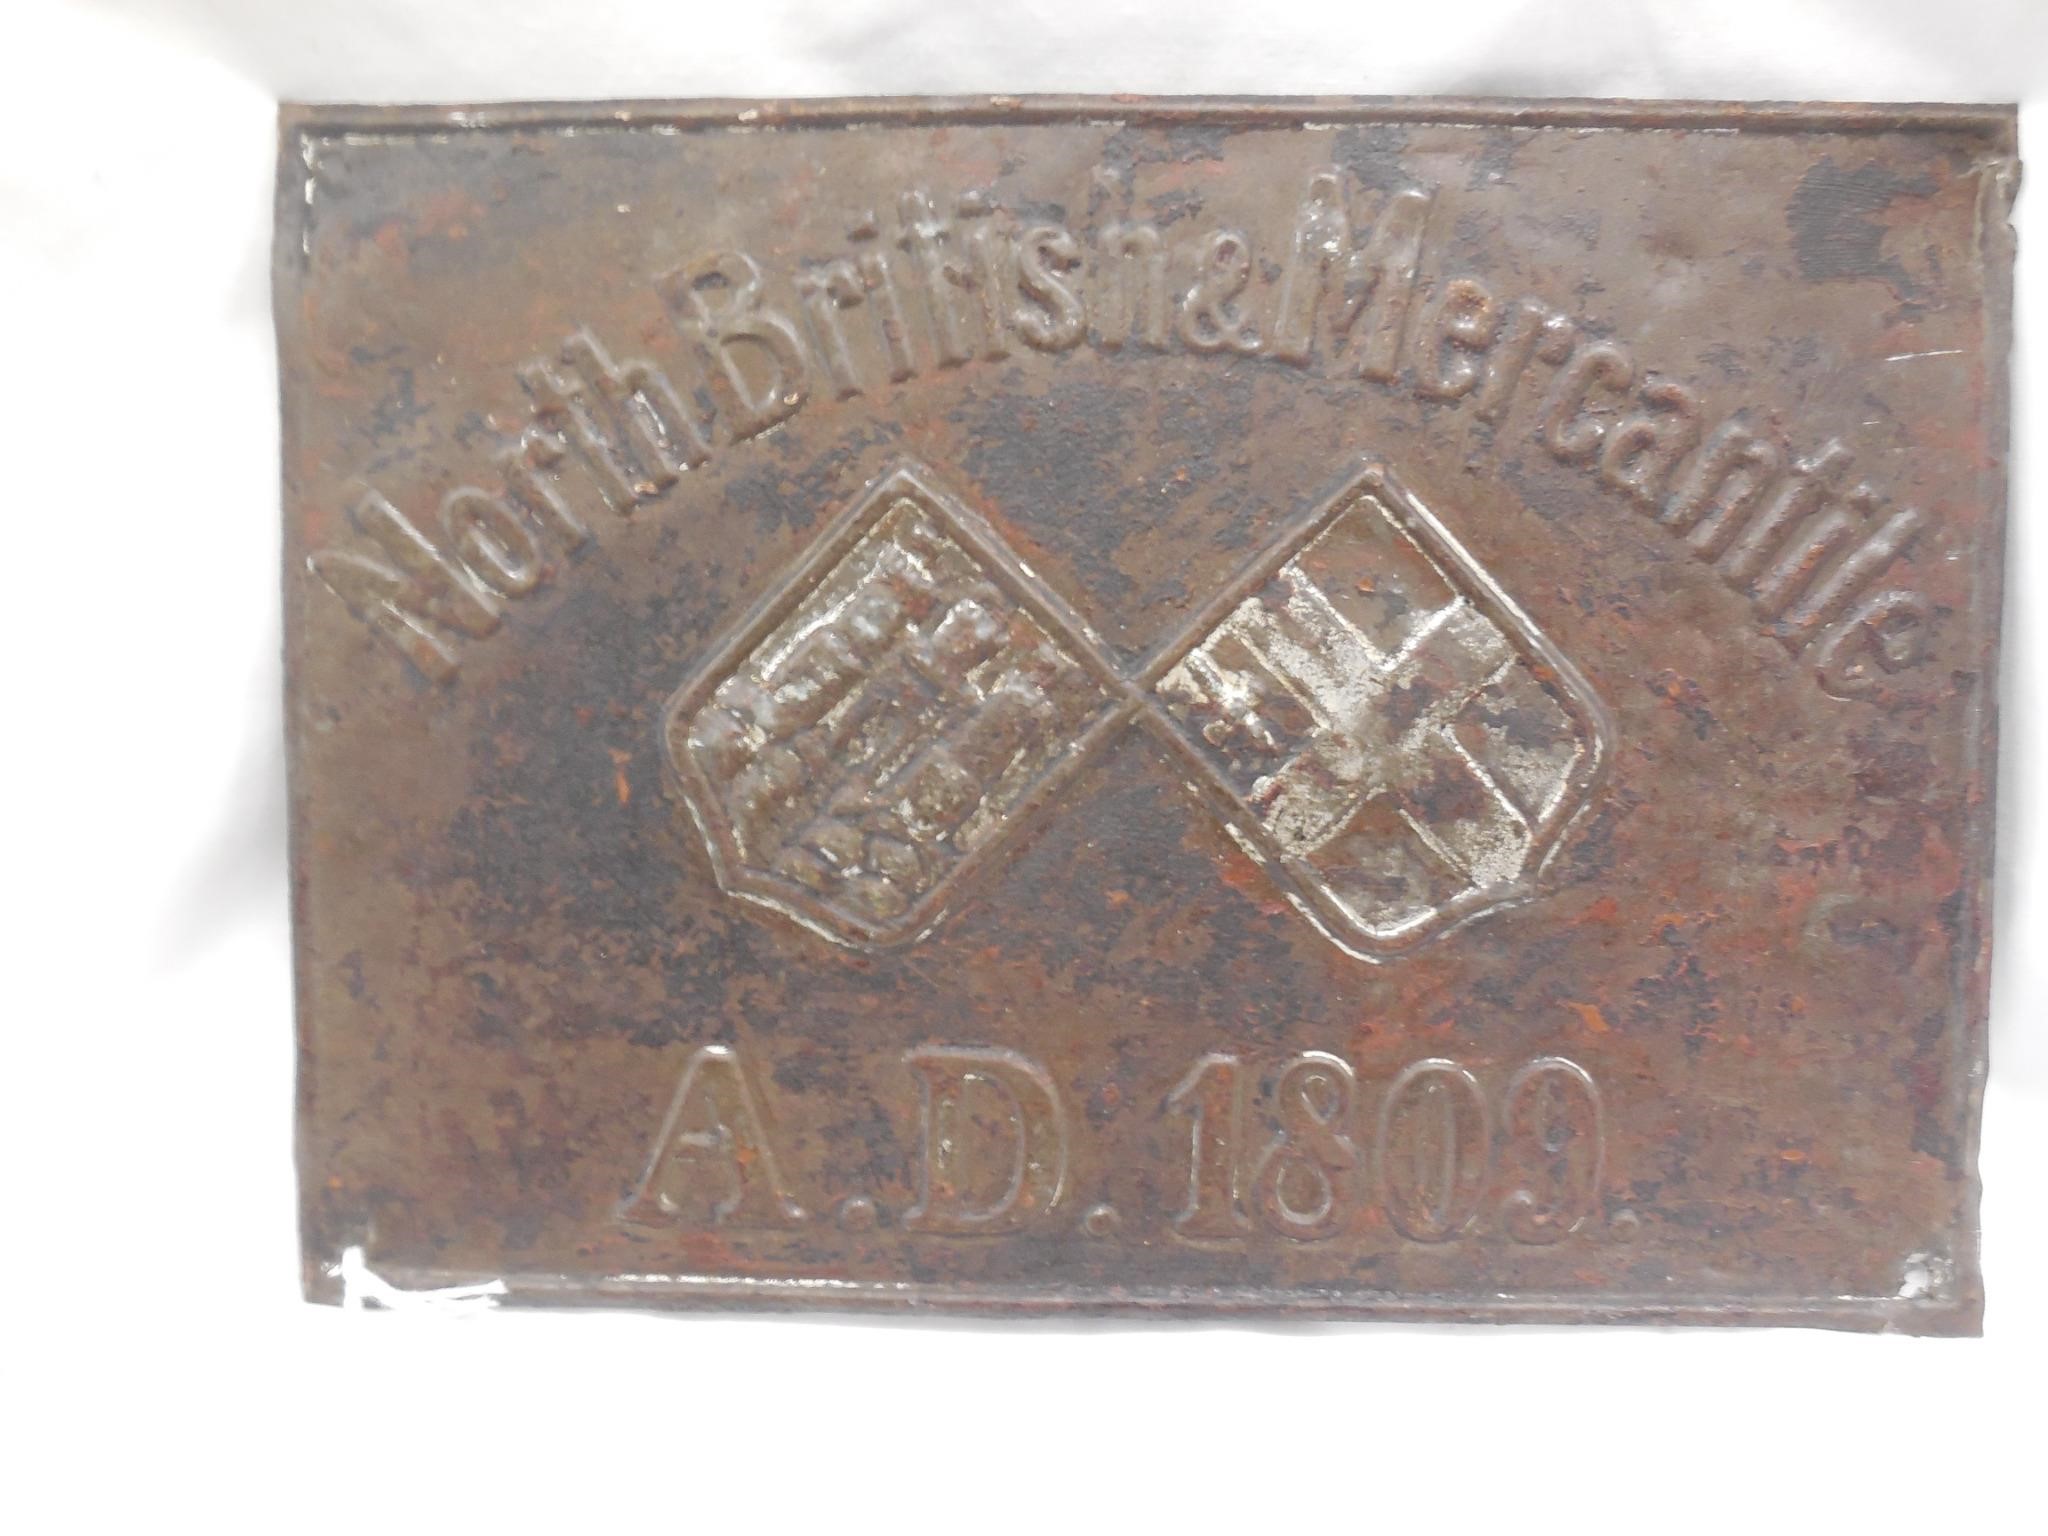 North British & Mercantile
A.D.1809.